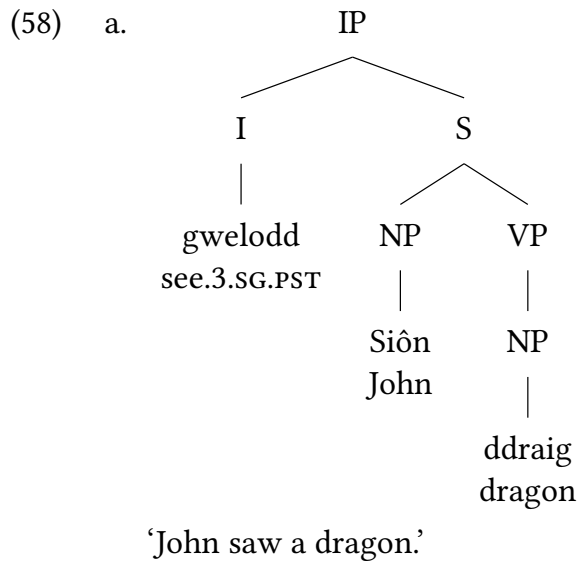 (58) a. IP
I S
gwelodd NP VP
see.3.SG.PST
Siôn NP
John
ddraig
dragon
‘John saw a dragon.’